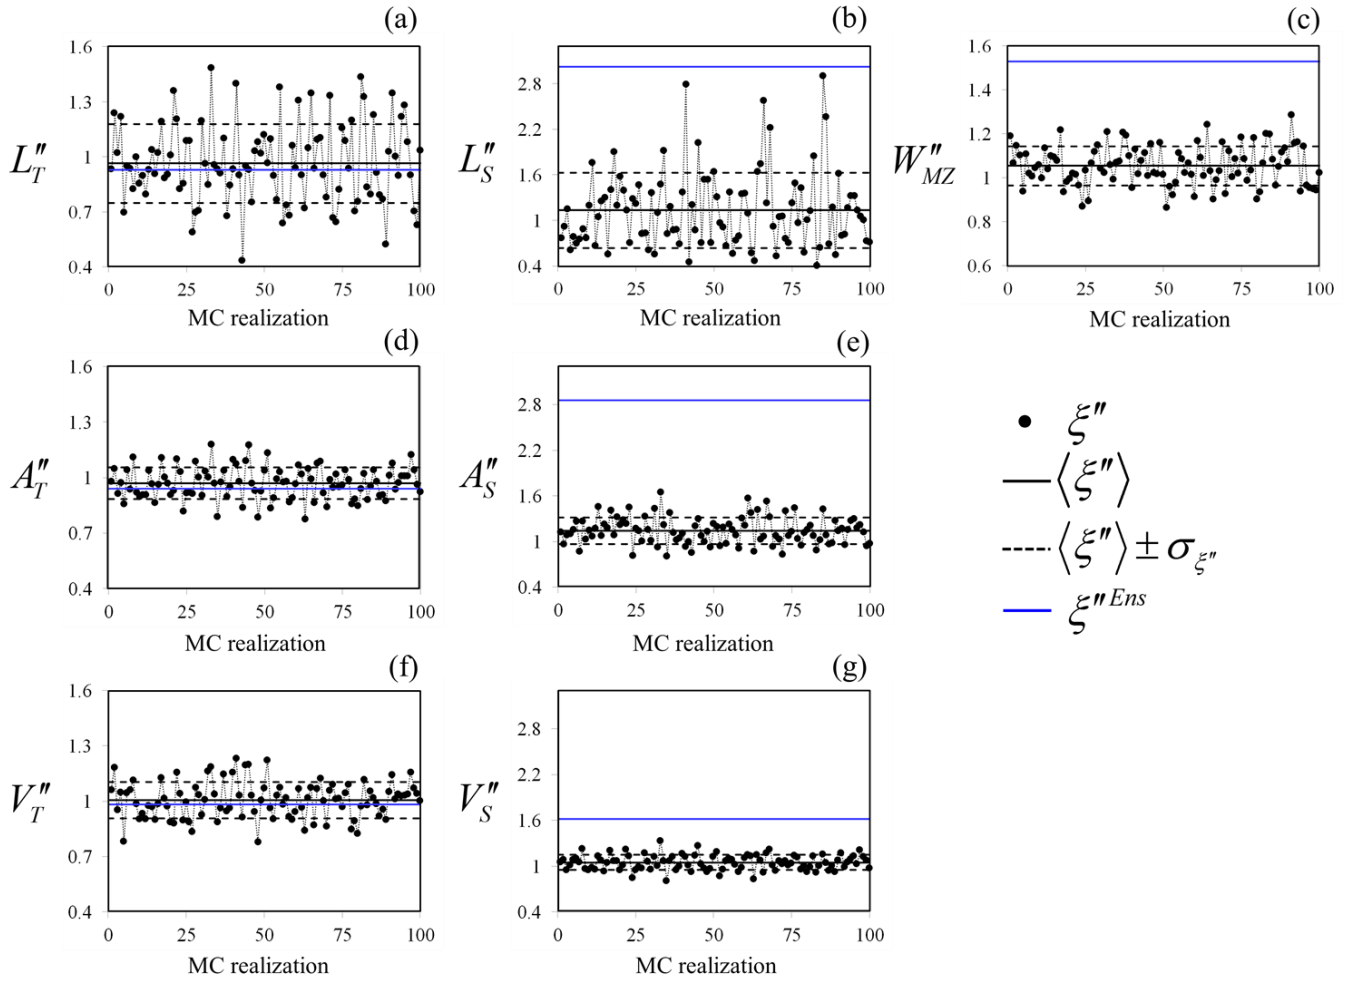 (a)
1.6
1.3
1
0.7
0.4
L″T
0 25 50 75 100
MC realization
(b)
2.8
2.2
1.6
1
0.4
L″S
0 25 50 75 100
MC realization
(c)
1.6
1.4
1.2
1
0.8
0.6
W″MZ
0 25 50 75 100
MC realization
(d)
1.6
1.3
1
0.7
0.4
A″T
0 25 50 75 100
MC realization
(e)
2.8
2.2
1.6
1
0.4
A″S
0 25 50 75 100
MC realization
ξ″
⟨ξ″⟩
⟨ξ″⟩ ± σξ″
ξ″Ens
(f)
1.6
1.3
1
0.7
0.4
V″T
0 25 50 75 100
MC realization
(g)
2.8
2.2
1.6
1
0.4
V″S
0 25 50 75 100
MC realization